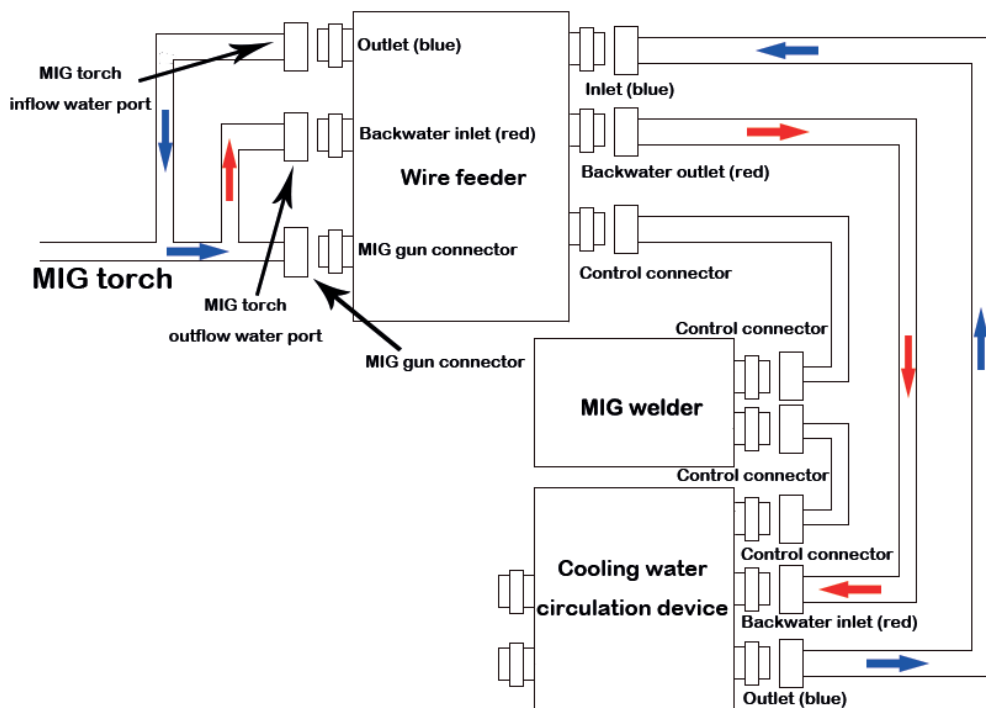 Outlet (blue)
MIG torch
inflow water port
Inlet (blue)
Backwater inlet (red)
Backwater outlet (red)
Wire feeder
MIG gun connector
Control connector
MIG torch
MIG torch
outflow water port
MIG gun connector
Control connector
MIG welder
Control connector
Control connector
Cooling water
circulation device
Backwater inlet (red)
Outlet (blue)